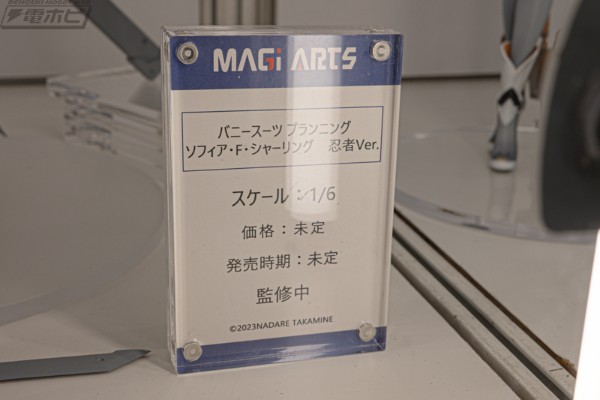 電ホビ
MAGi ARTS
バニースーツ プランニング
ソフィア・F・シャーリング 忍者Ver.
スケール：1/6
価格：未定
発売時期：未定
監修中
©2023NADARE TAKAMINE